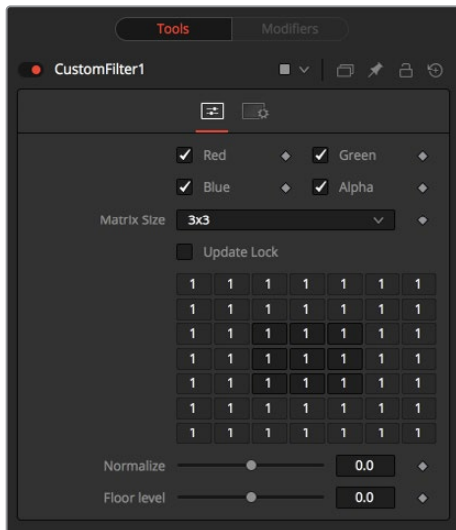 Tools Modifiers
CustomFilter1
Red Green
Blue Alpha
Matrix Size 3x3
Update Lock
1 1 1 1 1 1 1
1 1 1 1 1 1 1
1 1 1 1 1 1 1
1 1 1 1 1 1 1
1 1 1 1 1 1 1
1 1 1 1 1 1 1
1 1 1 1 1 1 1
Normalize 0.0
Floor level 0.0